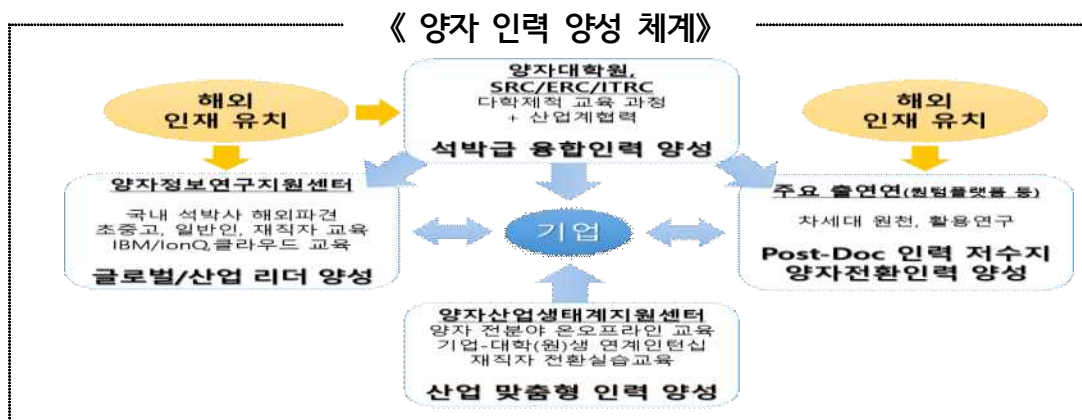 《 양자 인력 양성 체계》
해외
인재 유치
양자대학원,
SRC/ERC/ITRC
다학제적 교육 과정
+ 산업계협력
석박급 융합인력 양성
해외
인재 유치
양자정보연구지원센터
국내 석박사 해외파견
초중고, 일반인, 재직자 교육
IBM/IonQ,클라우드 교육
글로벌/산업 리더 양성
기업
주요 출연연(퀀텀플랫폼 등)
차세대 원천, 활용연구
Post-Doc 인력 저수지
양자전환인력 양성
양자산업생태계지원센터
양자 전분야 온오프라인 교육
기업-대학(원)생 연계인턴십
재직자 전환실습교육
산업 맞춤형 인력 양성